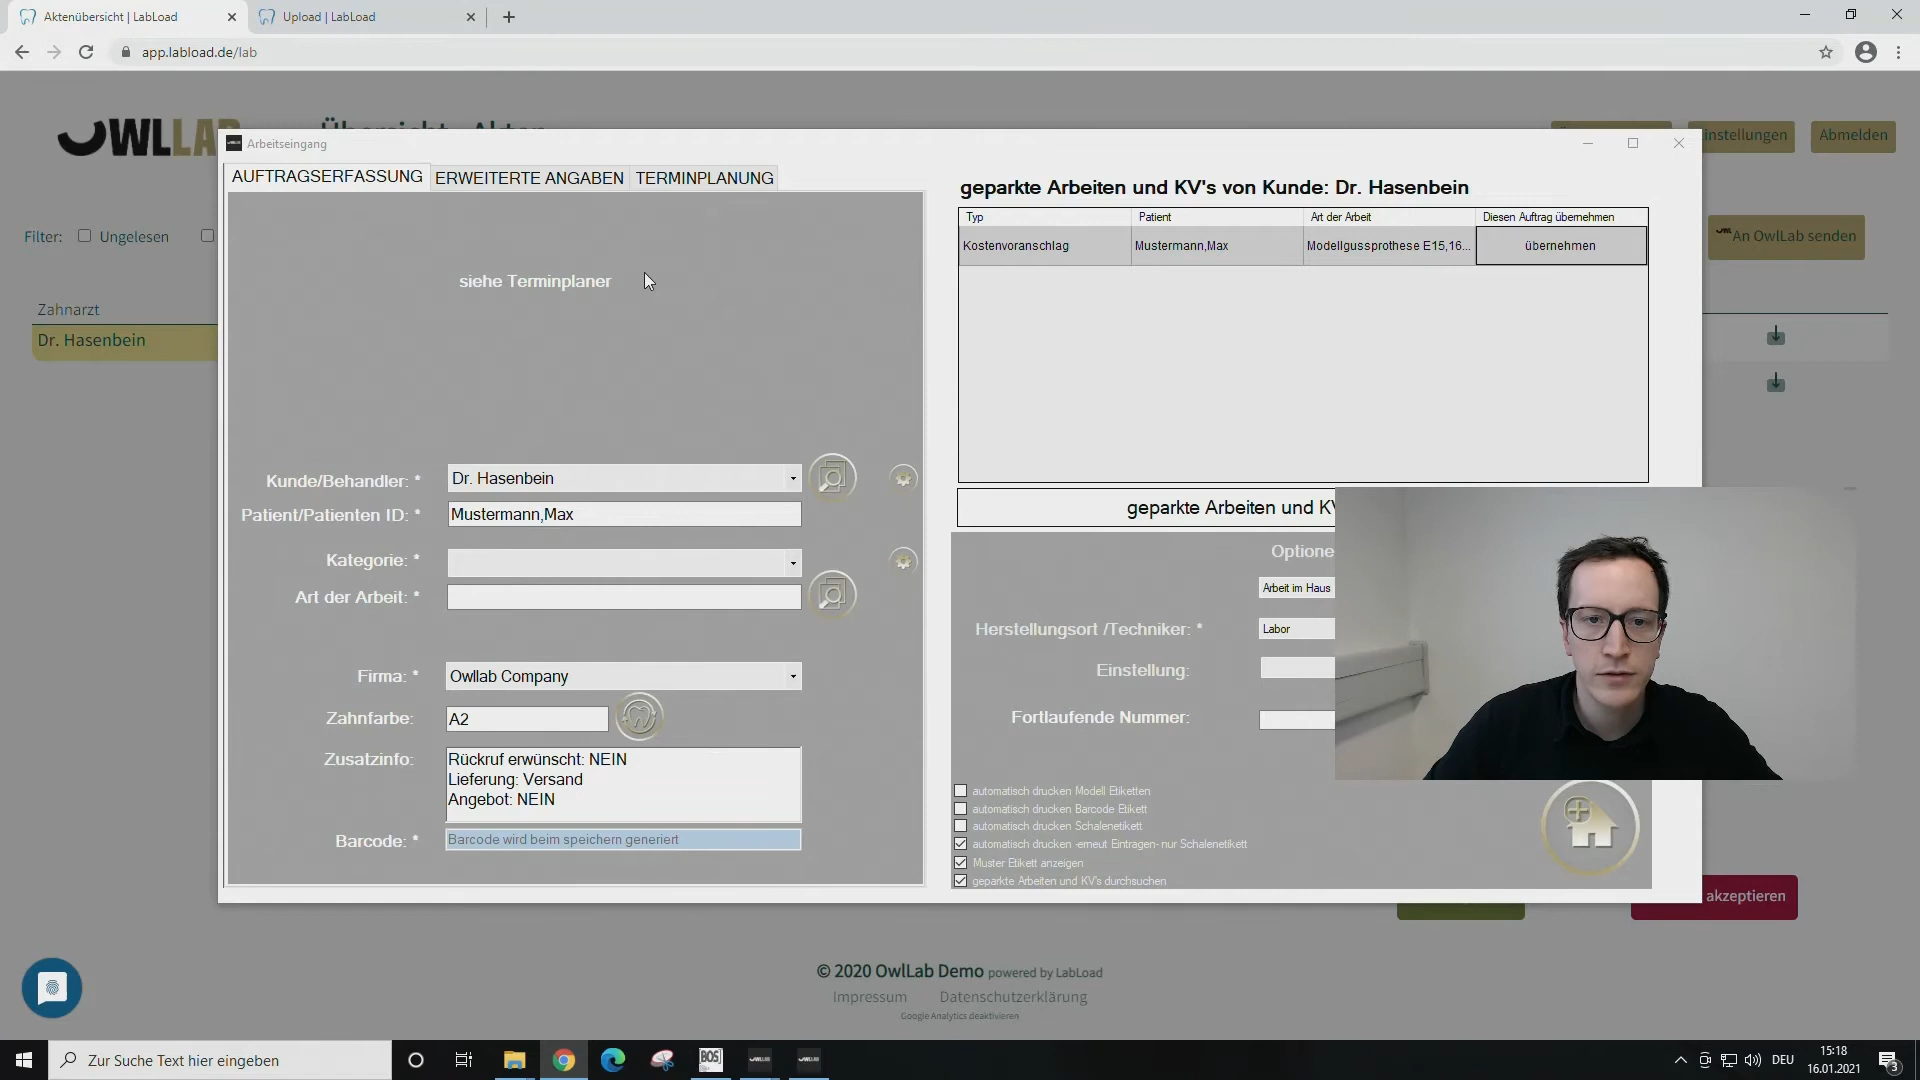 Aktenübersicht | LabLoad
Upload | LabLoad
app.labload.de/lab
OWLLAB
Übersicht - Akten
instellungen
Abmelden
Arbeitseingang
AUFTRAGSERFASSUNG
ERWEITERTE ANGABEN
TERMINPLANUNG
geparkte Arbeiten und KV's von Kunde: Dr. Hasenbein
Typ
Patient
Art der Arbeit
Diesen Auftrag übernehmen
Kostenvoranschlag
Mustermann,Max
Modellgussprothese E15,16...
übernehmen
Filter:
Ungelesen
An OwlLab senden
siehe Terminplaner
Zahnarzt
Dr. Hasenbein
Kunde/Behandler: *
Dr. Hasenbein
Patient/Patienten ID: *
Mustermann,Max
geparkte Arbeiten und KV
Kategorie: *
Optione
Art der Arbeit: *
Arbeit im Haus
Herstellungsort /Techniker: *
Labor
Firma: *
Owllab Company
Einstellung:
Zahnfarbe:
A2
Fortlaufende Nummer:
Zusatzinfo:
Rückruf erwünscht: NEIN
Lieferung: Versand
Angebot: NEIN
Barcode: *
Barcode wird beim speichern generiert
automatisch drucken Modell Etiketten
automatisch drucken Barcode Etikett
automatisch drucken Schalenetikett
automatisch drucken -erneut Eintragen- nur Schalenetikett
Muster Etikett anzeigen
geparkte Arbeiten und KV's durchsuchen
akzeptieren
© 2020 OwlLab Demo powered by LabLoad
Impressum
Datenschutzerklärung
Google Analytics deaktivieren
Zur Suche Text hier eingeben
BOS
DEU
15:18
16.01.2021
3